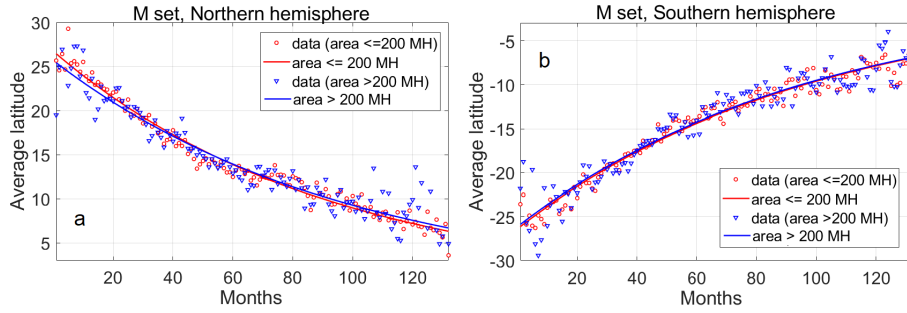 M set, Northern hemisphere
30
25
20
15
10
5
20
40
60
80
100
120
Average latitude
Months
data (area <=200 MH)
area <= 200 MH
data (area >200 MH)
area > 200 MH
a
M set, Southern hemisphere
-5
-10
-15
-20
-25
-30
20
40
60
80
100
120
Average latitude
Months
data (area <=200 MH)
area <= 200 MH
data (area >200 MH)
area > 200 MH
b